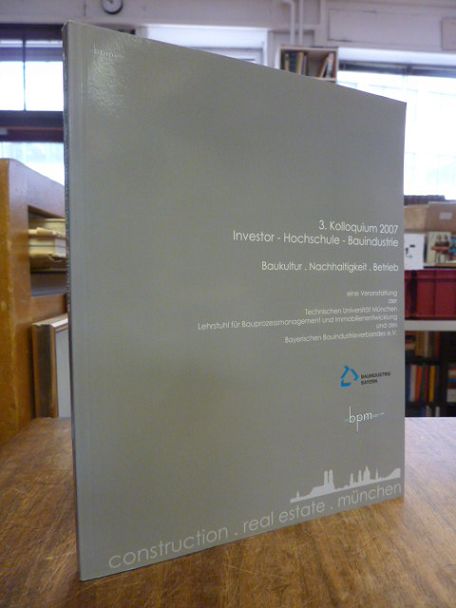 bpm
3. Kolloquium 2007
Investor - Hochschule - Bauindustrie
Baukultur . Nachhaltigkeit . Betrieb
eine Veranstaltung
der
Technischen Universität München
Lehrstuhl für Bauprozessmanagement und Immobilienentwicklung
und des
Bayerischen Bauindustrieverbandes e.V.
BAUINDUSTRIE
BAYERN
bpm
construction . real estate . münchen